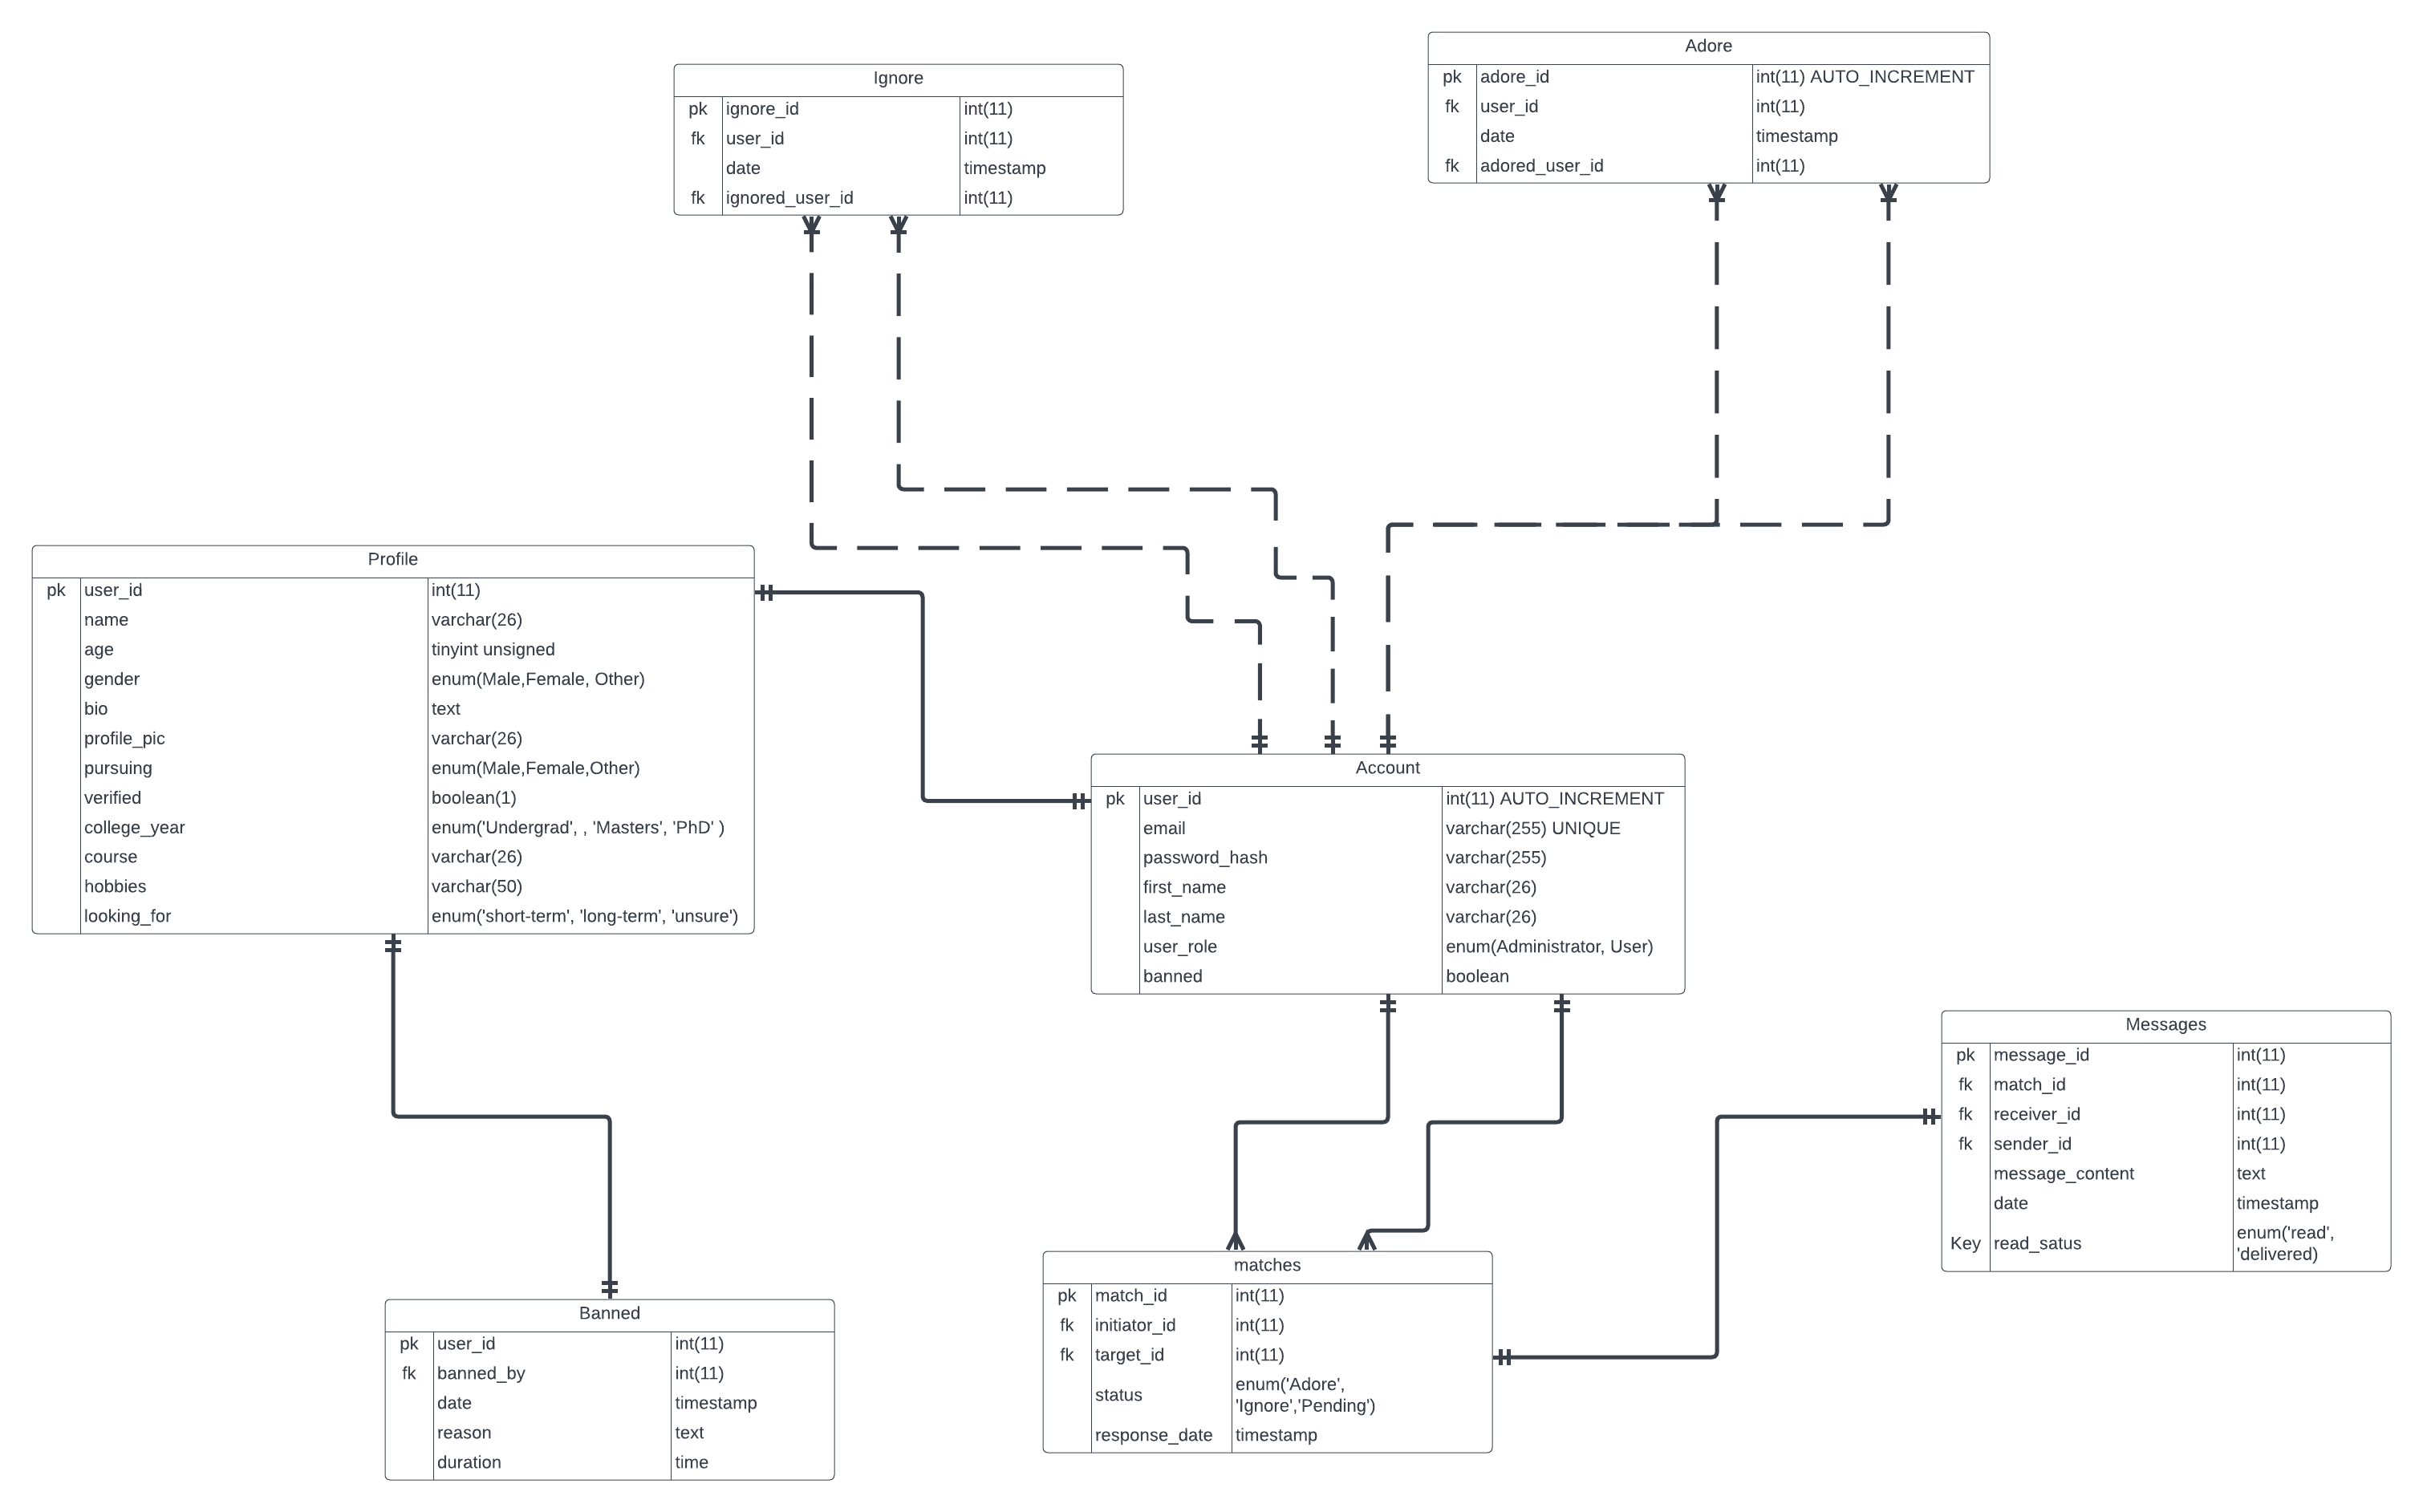 Adore
pk adore_id int(11) AUTO_INCREMENT
fk user_id int(11)
date timestamp
fk adored_user_id int(11)
Ignore
pk ignore_id int(11)
fk user_id int(11)
date timestamp
fk ignored_user_id int(11)
Profile
pk user_id int(11)
name varchar(26)
age tinyint unsigned
gender enum(Male,Female, Other)
bio text
profile_pic varchar(26)
pursuing enum(Male,Female,Other)
verified boolean(1)
college_year enum('Undergrad', , 'Masters', 'PhD' )
course varchar(26)
hobbies varchar(50)
looking_for enum('short-term', 'long-term', 'unsure')
Account
pk user_id int(11) AUTO_INCREMENT
email varchar(255) UNIQUE
password_hash varchar(255)
first_name varchar(26)
last_name varchar(26)
user_role enum(Administrator, User)
banned boolean
Messages
pk message_id int(11)
fk match_id int(11)
fk receiver_id int(11)
fk sender_id int(11)
message_content text
date timestamp
Key read_satus enum('read',
'delivered)
matches
pk match_id int(11)
fk initiator_id int(11)
fk target_id int(11)
status enum('Adore',
'Ignore','Pending')
response_date timestamp
Banned
pk user_id int(11)
fk banned_by int(11)
date timestamp
reason text
duration time